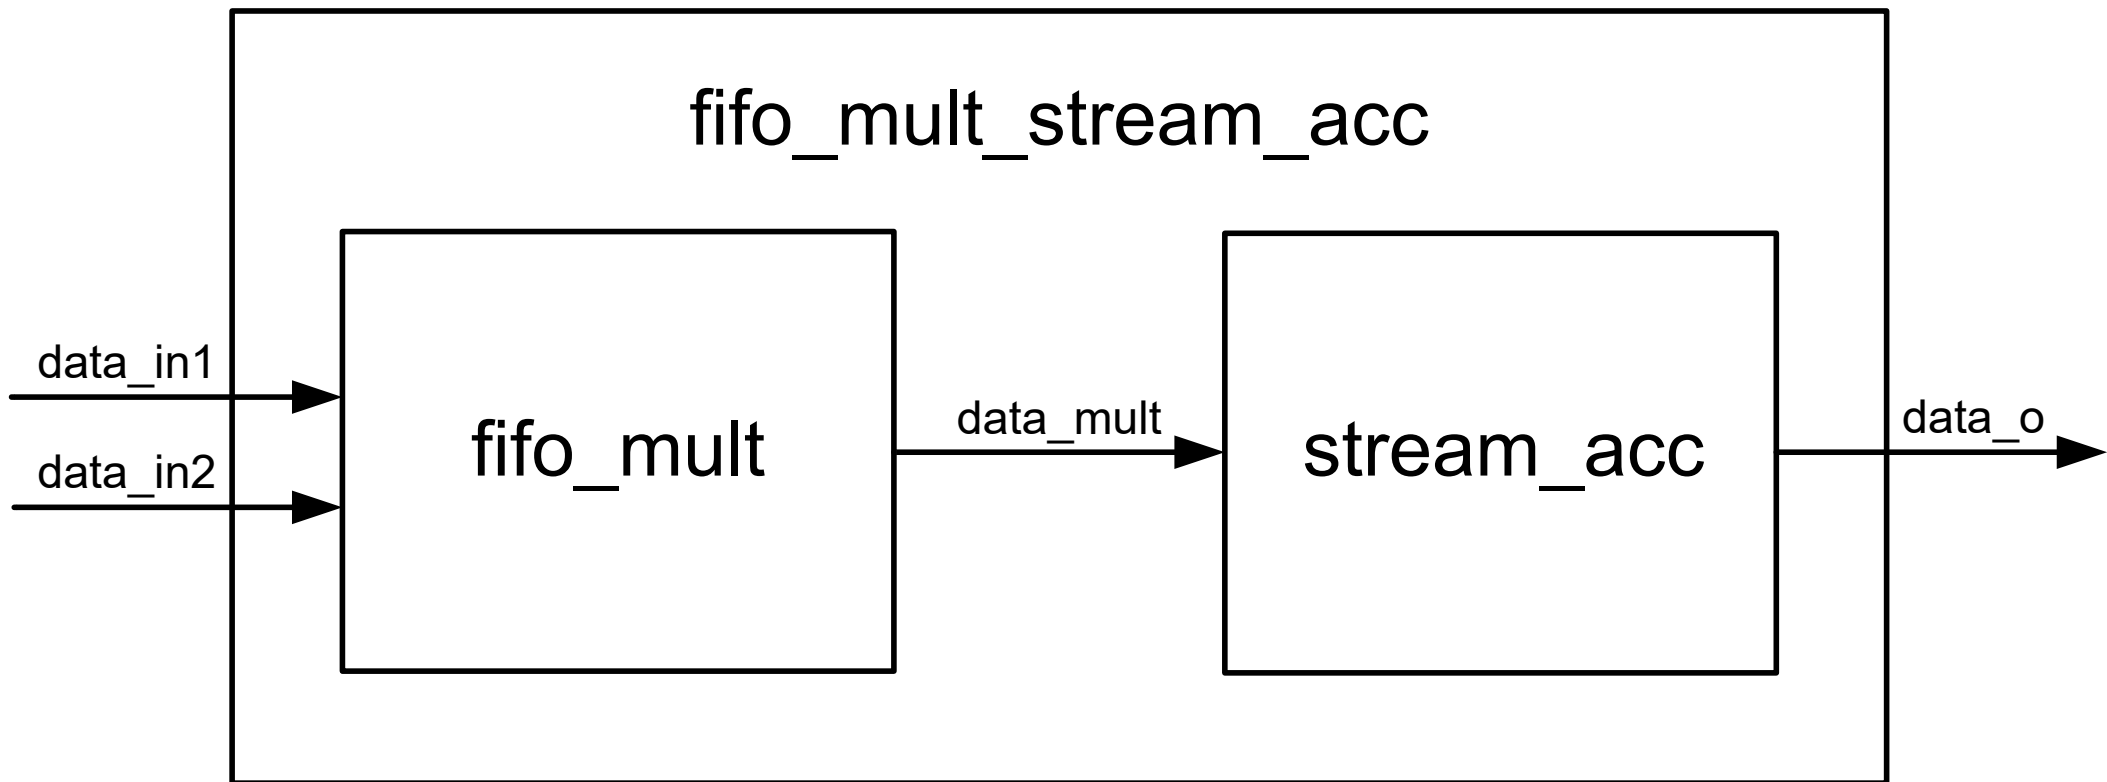 fifo_mult_stream_acc
data_in1
data_in2
fifo_mult
data_mult
stream_acc
data_o